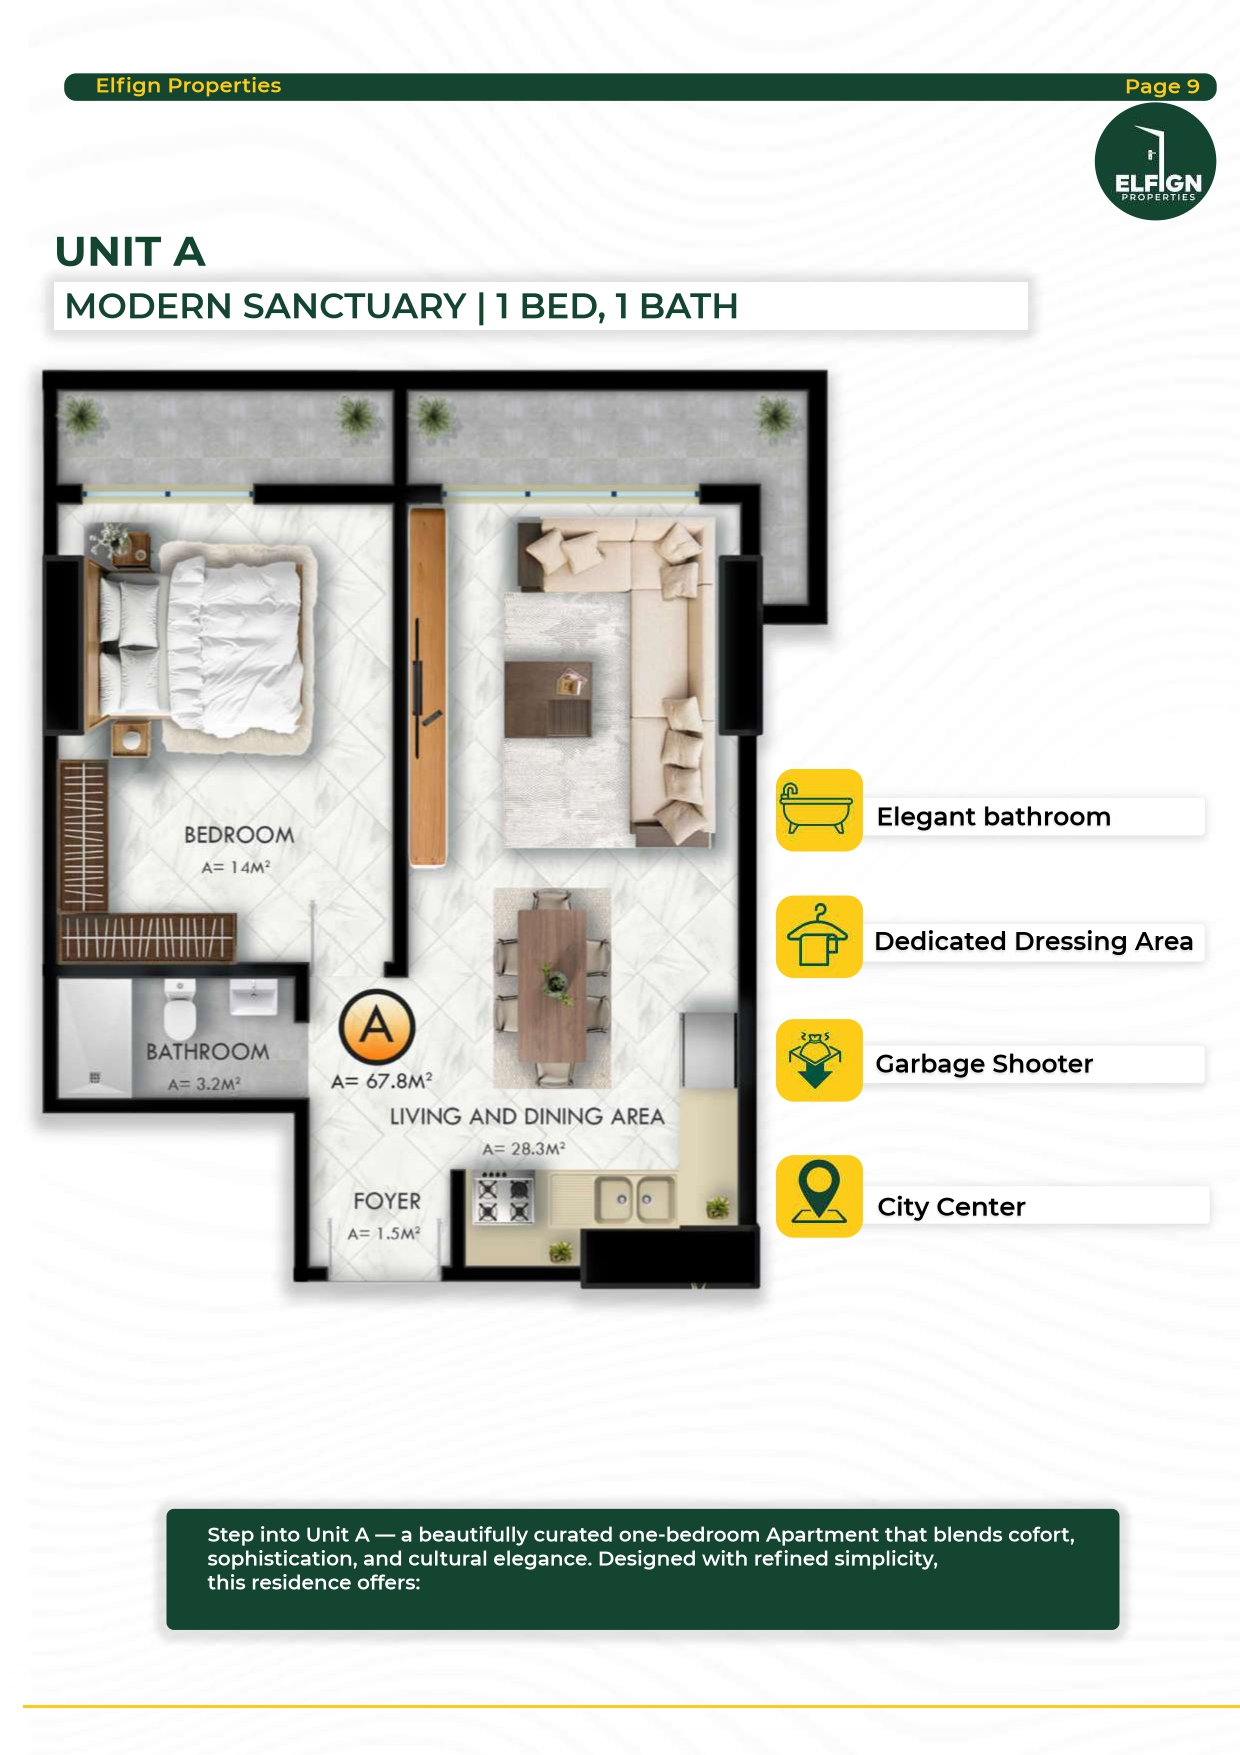 Elfign Properties
Page 9
ELFIGN
PROPERTIES
UNIT A
MODERN SANCTUARY | 1 BED, 1 BATH
BEDROOM
A= 14M²
BATHROOM
A= 3.2M²
A
A= 67.8M²
LIVING AND DINING AREA
A= 28.3M²
FOYER
A= 1.5M²
Elegant bathroom
Dedicated Dressing Area
Garbage Shooter
City Center
Step into Unit A — a beautifully curated one-bedroom Apartment that blends cofort,
sophistication, and cultural elegance. Designed with refined simplicity,
this residence offers: